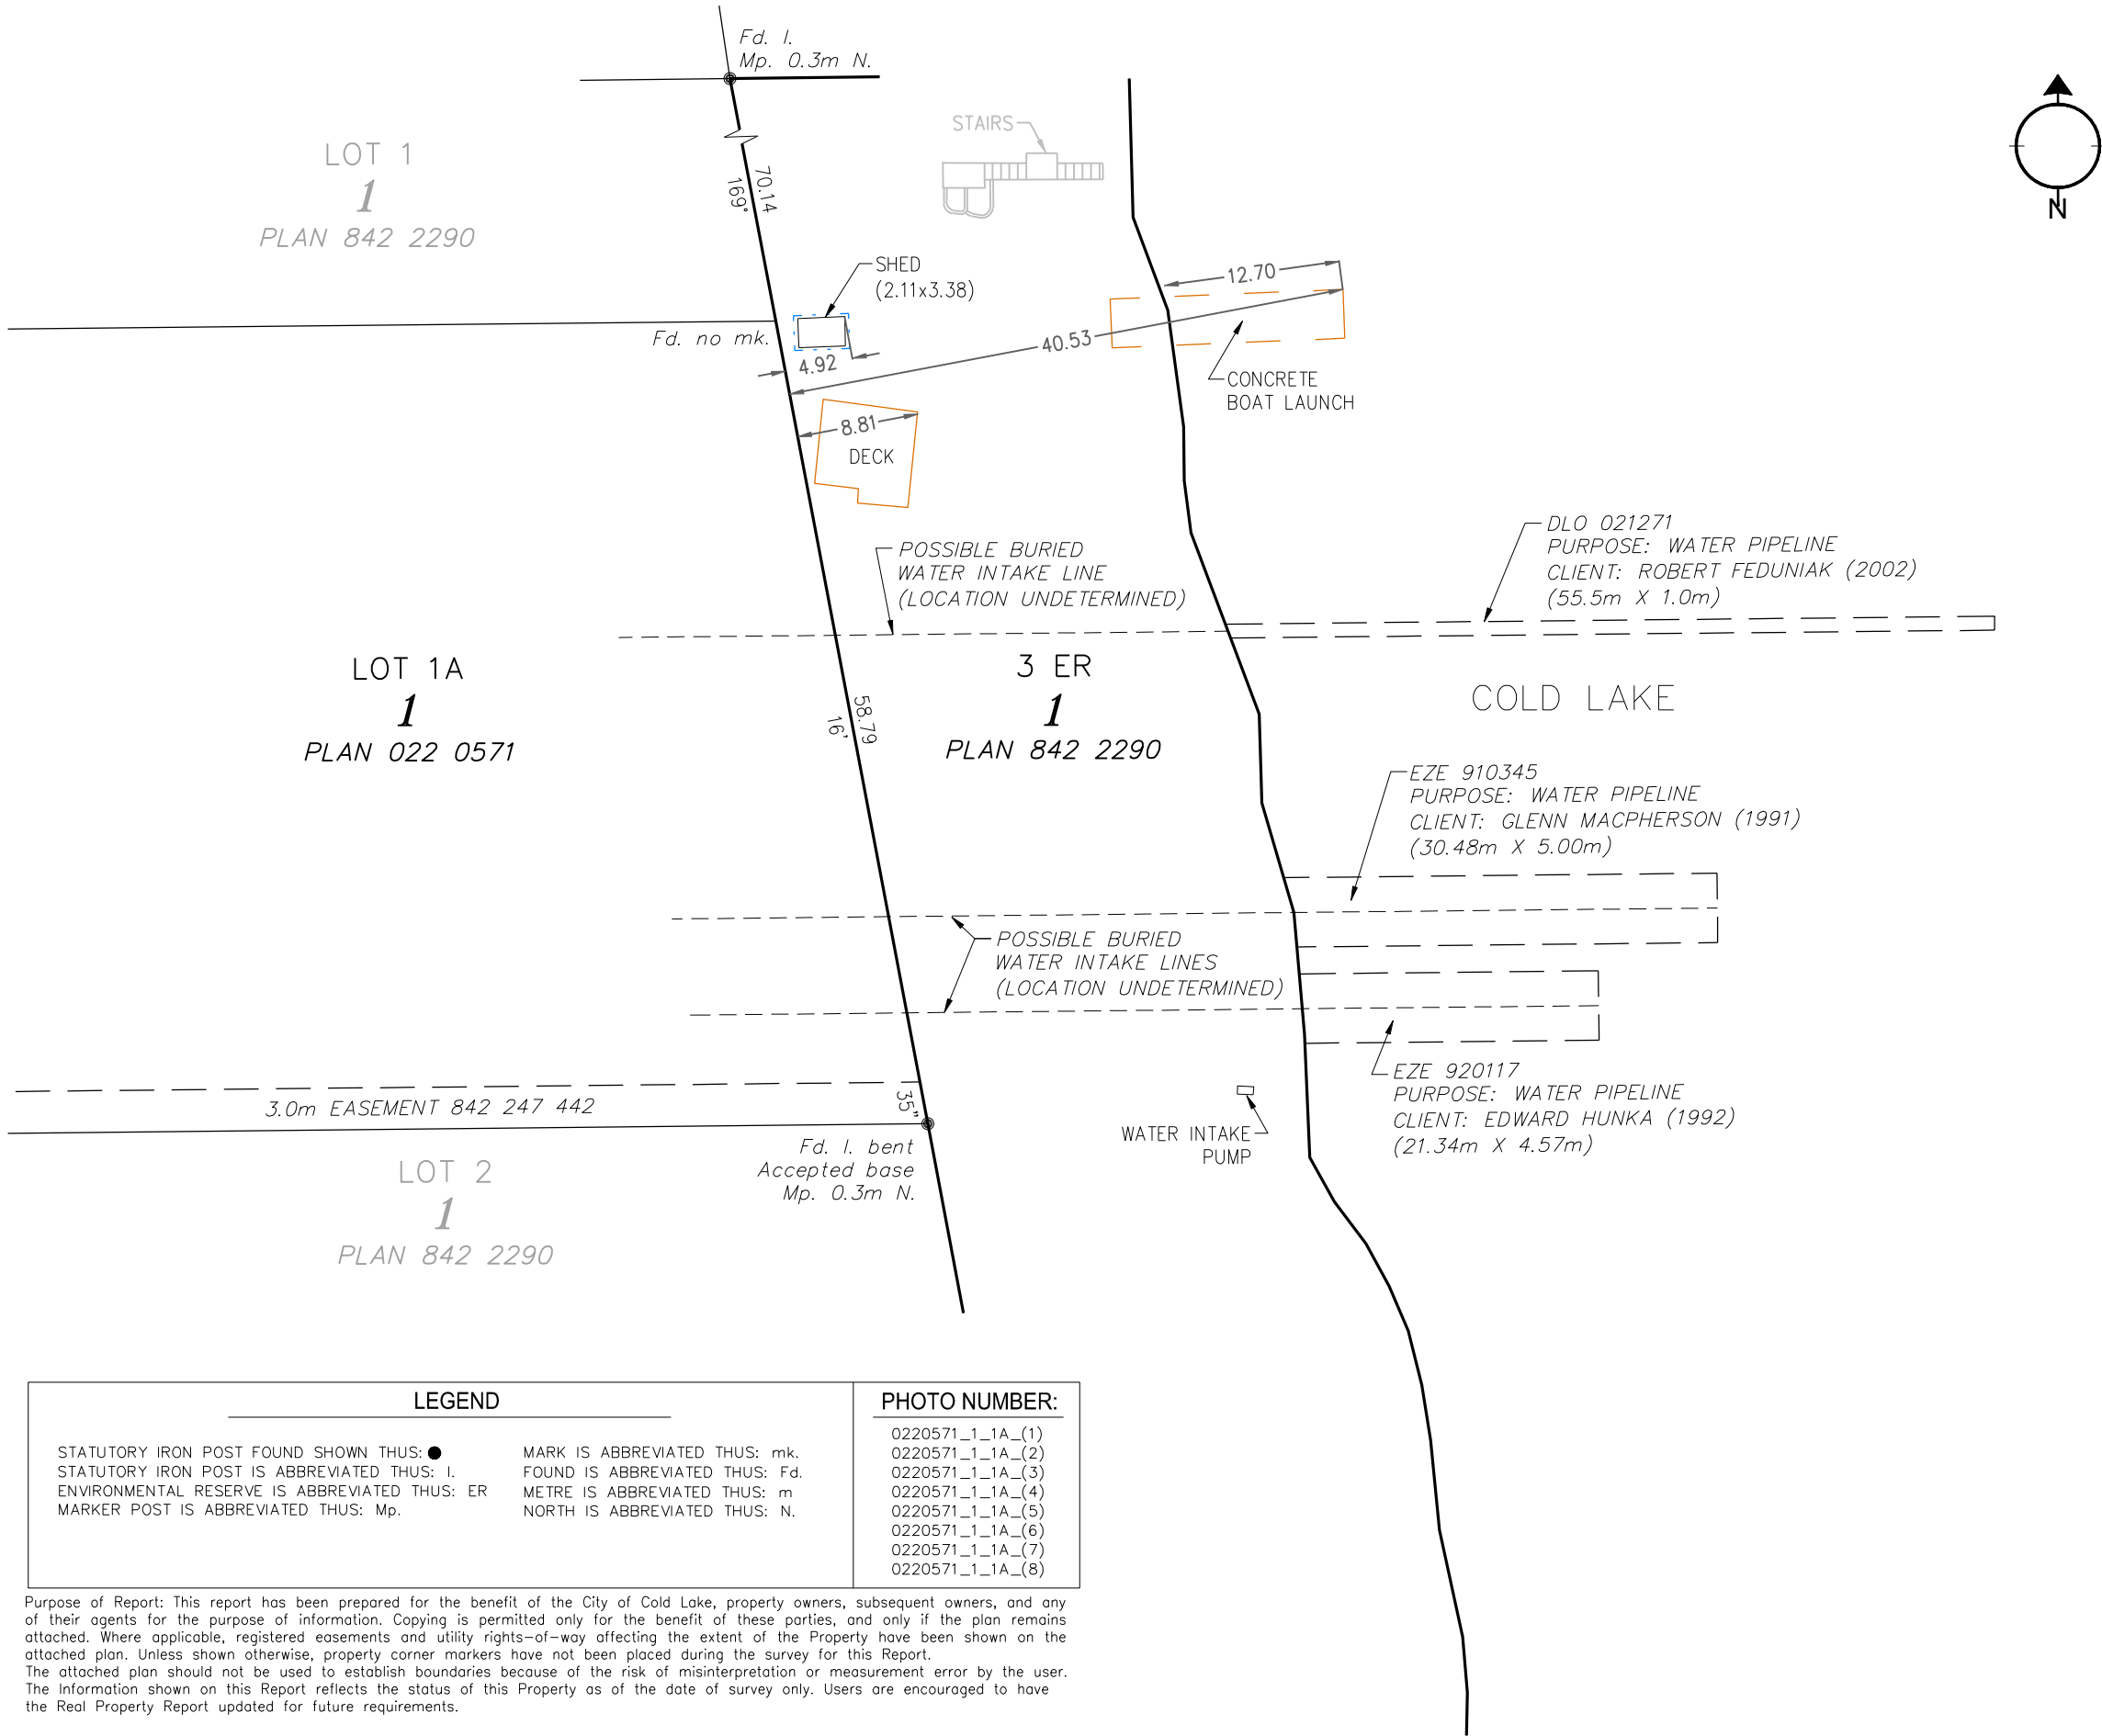 Fd. I.
Mp. 0.3m N.
N
STAIRS
LOT 1
1
PLAN 842 2290
70.14
169°
SHED
(2.11x3.38)
12.70
Fd. no mk.
4.92
40.53
CONCRETE
BOAT LAUNCH
8.81
DECK
POSSIBLE BURIED
WATER INTAKE LINE
(LOCATION UNDETERMINED)
DLO 021271
PURPOSE: WATER PIPELINE
CLIENT: ROBERT FEDUNIAK (2002)
(55.5m X 1.0m)
LOT 1A
1
PLAN 022 0571
58.79
16'
3 ER
1
PLAN 842 2290
COLD LAKE
EZE 910345
PURPOSE: WATER PIPELINE
CLIENT: GLENN MACPHERSON (1991)
(30.48m X 5.00m)
POSSIBLE BURIED
WATER INTAKE LINES
(LOCATION UNDETERMINED)
EZE 920117
PURPOSE: WATER PIPELINE
CLIENT: EDWARD HUNKA (1992)
(21.34m X 4.57m)
3.0m EASEMENT 842 247 442
35"
Fd. I. bent
Accepted base
Mp. 0.3m N.
WATER INTAKE
PUMP
LOT 2
1
PLAN 842 2290
LEGEND
STATUTORY IRON POST FOUND SHOWN THUS:
STATUTORY IRON POST IS ABBREVIATED THUS: I.
ENVIRONMENTAL RESERVE IS ABBREVIATED THUS: ER
MARKER POST IS ABBREVIATED THUS: Mp.
MARK IS ABBREVIATED THUS: mk.
FOUND IS ABBREVIATED THUS: Fd.
METRE IS ABBREVIATED THUS: m
NORTH IS ABBREVIATED THUS: N.
PHOTO NUMBER:
0220571_1_1A_(1)
0220571_1_1A_(2)
0220571_1_1A_(3)
0220571_1_1A_(4)
0220571_1_1A_(5)
0220571_1_1A_(6)
0220571_1_1A_(7)
0220571_1_1A_(8)
Purpose of Report: This report has been prepared for the benefit of the City of Cold Lake, property owners, subsequent owners, and any
of their agents for the purpose of information. Copying is permitted only for the benefit of these parties, and only if the plan remains
attached. Where applicable, registered easements and utility rights-of-way affecting the extent of the Property have been shown on the
attached plan. Unless shown otherwise, property corner markers have not been placed during the survey for this Report.
The attached plan should not be used to establish boundaries because of the risk of misinterpretation or measurement error by the user.
The Information shown on this Report reflects the status of this Property as of the date of survey only. Users are encouraged to have
the Real Property Report updated for future requirements.